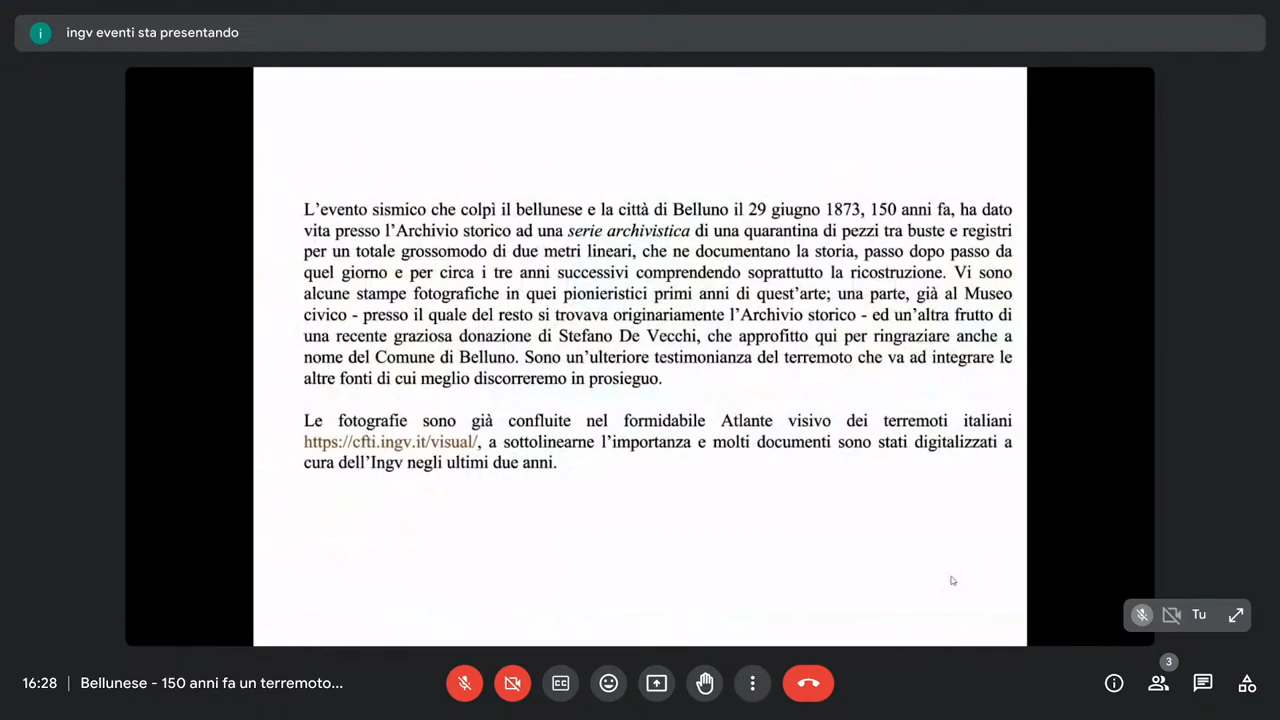 ingv eventi sta presentando
L'evento sismico che colpì il bellunese e la città di Belluno il 29 giugno 1873, 150 anni fa, ha dato
vita presso l'Archivio storico ad una serie archivistica di una quarantina di pezzi tra buste e registri
per un totale grossomodo di due metri lineari, che ne documentano la storia, passo dopo passo da
quel giorno e per circa i tre anni successivi comprendendo soprattutto la ricostruzione. Vi sono
alcune stampe fotografiche in quei pionieristici primi anni di quest'arte; una parte, già al Museo
civico - presso il quale del resto si trovava originariamente l'Archivio storico - ed un'altra frutto di
una recente graziosa donazione di Stefano De Vecchi, che approfitto qui per ringraziare anche a
nome del Comune di Belluno. Sono un'ulteriore testimonianza del terremoto che va ad integrare le
altre fonti di cui meglio discorreremo in prosieguo.
Le fotografie sono già confluite nel formidabile Atlante visivo dei terremoti italiani
https://cfti.ingv.it/visual/, a sottolinearne l'importanza e molti documenti sono stati digitalizzati a
cura dell'Ingv negli ultimi due anni.
Tu
3
16:28 | Bellunese - 150 anni fa un terremoto...